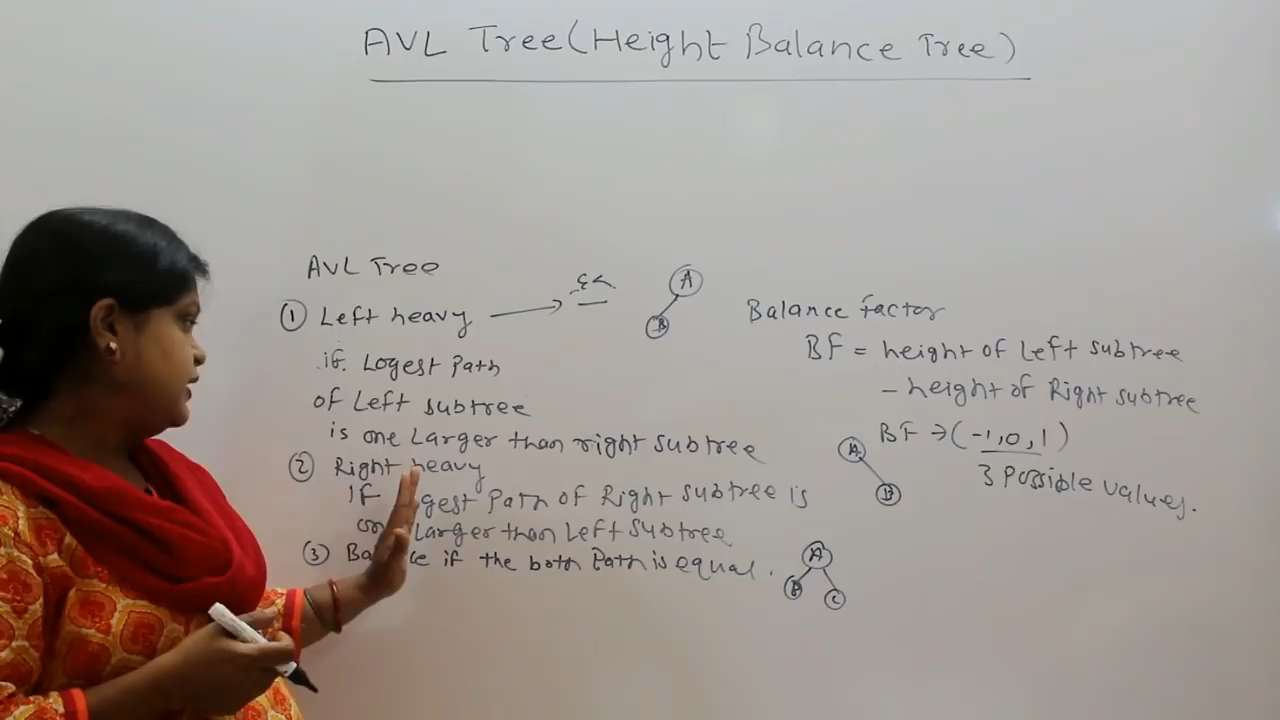 AVL Tree (Height Balance Tree)
AVL Tree
① Left heavy
if Logest Path
of Left subtree
is one Larger than right subtree
② Right heavy
If gest Path of Right subtree is
Larger than Left subtree
③ if the both Path is equal.
A
B
Balance factor
BF = height of Left subtree
- height of Right subtree
BF → (-1, 0, 1)
3 Possible values.
A
B
A
B
C